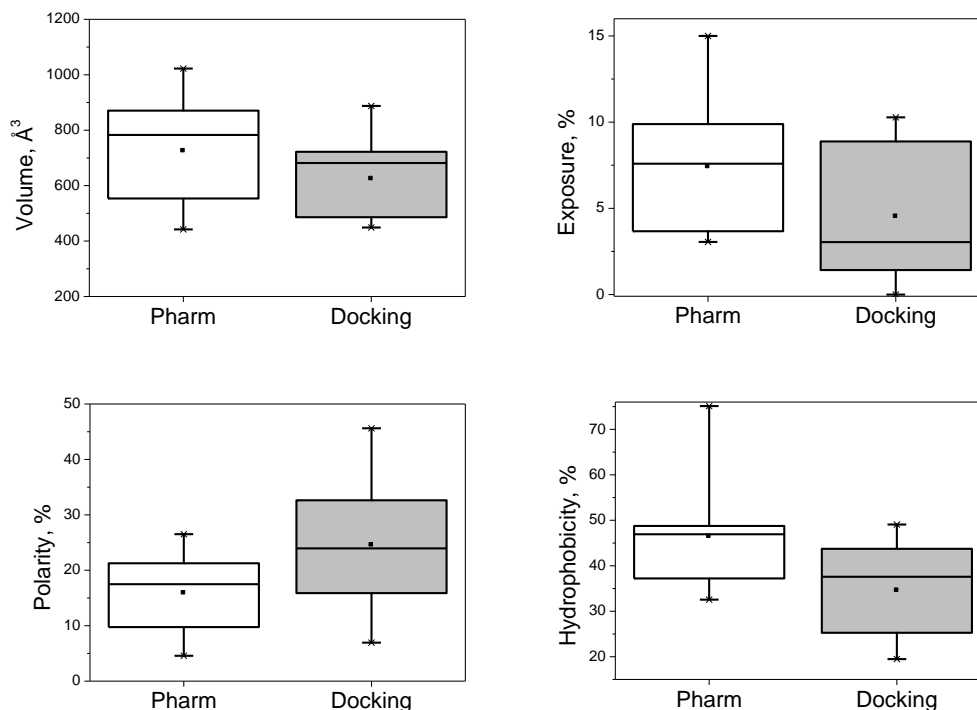 1200
1000
800
600
400
200
Volume, Å³
Pharm
Docking
15
10
5
0
Exposure, %
Pharm
Docking
50
40
30
20
10
0
Polarity, %
Pharm
Docking
70
60
50
40
30
20
Hydrophobicity, %
Pharm
Docking